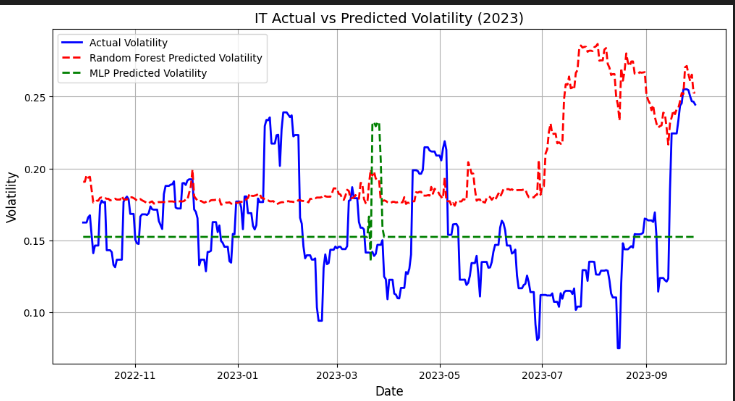 IT Actual vs Predicted Volatility (2023)
Actual Volatility
Random Forest Predicted Volatility
MLP Predicted Volatility
Volatility
0.25
0.20
0.15
0.10
2022-11
2023-01
2023-03
2023-05
2023-07
2023-09
Date